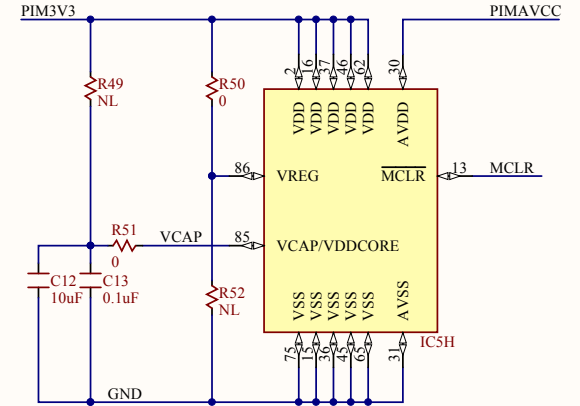 PIM3V3
PIMAVCC
2
16
37
46
62
30
R49
NL
R50
0
VDD
VDD
VDD
VDD
VDD
AVDD
86
VREG
MCLR
13
MCLR
R51
0
VCAP
85
VCAP/VDDCORE
C12
10uF
C13
0.1uF
R52
NL
VSS
VSS
VSS
VSS
VSS
AVSS
75
15
36
45
65
31
IC5H
GND